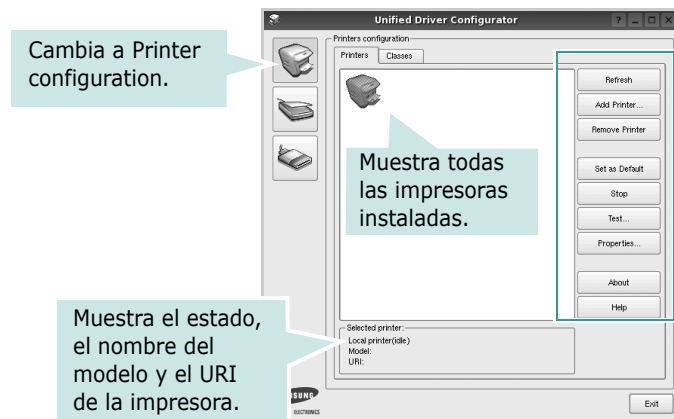 Unified Driver Configurator
Cambia a Printer
configuration.
Printers configuration
Printers Classes
Refresh
Add Printer...
Remove Printer
Muestra todas
las impresoras
instaladas.
Set as Default
Stop
Test...
Properties...
About
Help
Muestra el estado,
el nombre del
modelo y el URI
de la impresora.
Selected printer:
Local printer(idle)
Model:
URI:
ELECTRONICS
Exit